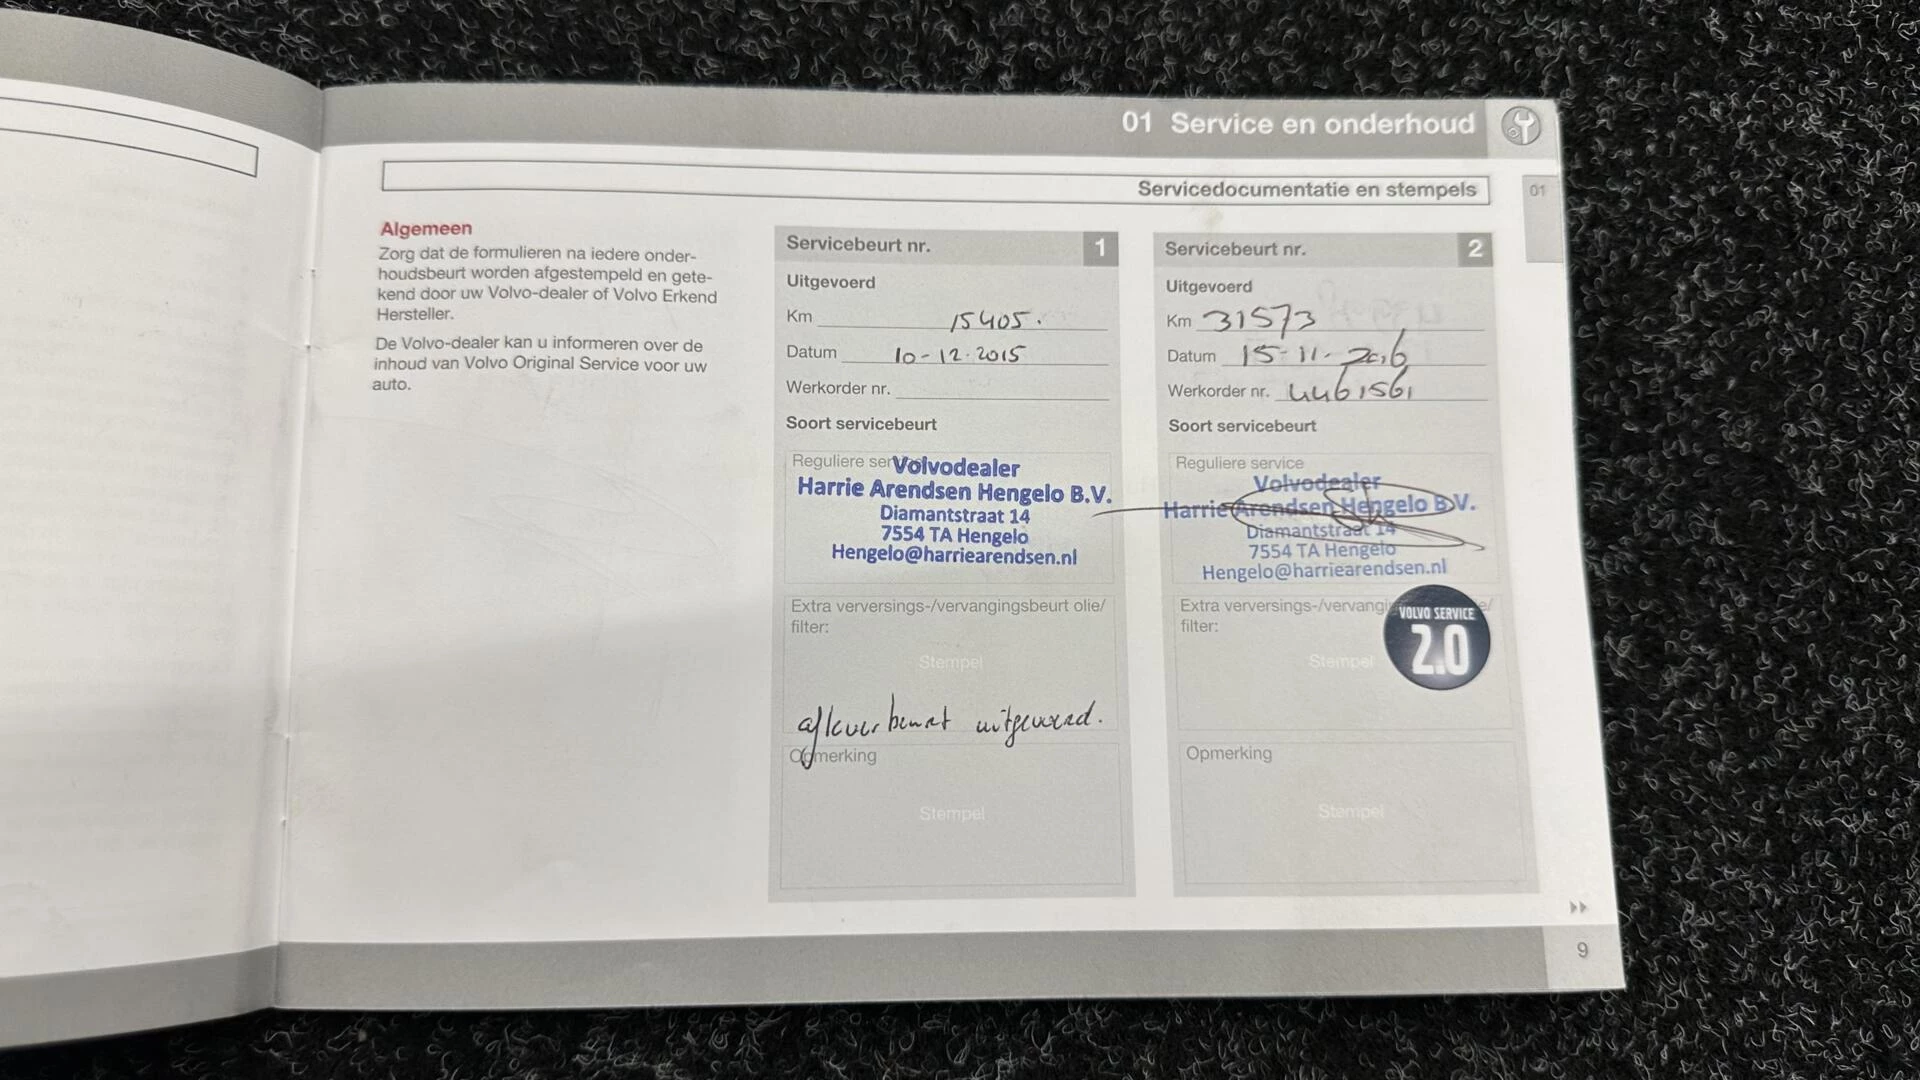 01 Service en onderhoud
Servicedocumentatie en stempels
01
Algemeen
Zorg dat de formulieren na iedere onder-
houdsbeurt worden afgestempeld en gete-
kend door uw Volvo-dealer of Volvo Erkend
Hersteller.
De Volvo-dealer kan u informeren over de
inhoud van Volvo Original Service voor uw
auto.
Servicebeurt nr. 1
Uitgevoerd
Km 15405.
Datum 10-12-2015
Werkorder nr.
Soort servicebeurt
Reguliere service
Volvodealer
Harrie Arendsen Hengelo B.V.
Diamantstraat 14
7554 TA Hengelo
Hengelo@harriearendsen.nl
Extra verversings-/vervangingsbeurt olie/
filter:
Stempel
afleverbeurt uitgevoerd.
Opmerking
Stempel
Servicebeurt nr. 2
Uitgevoerd
Km 31573
Datum 15-11-2016
Werkorder nr. 4461561
Soort servicebeurt
Reguliere service
Volvodealer
Harrie Arendsen Hengelo B.V.
Diamantstraat 14
7554 TA Hengelo
Hengelo@harriearendsen.nl
Extra verversings-/vervangi e/
filter:
VOLVO SERVICE
2.0
Stempel
Opmerking
Stempel
9